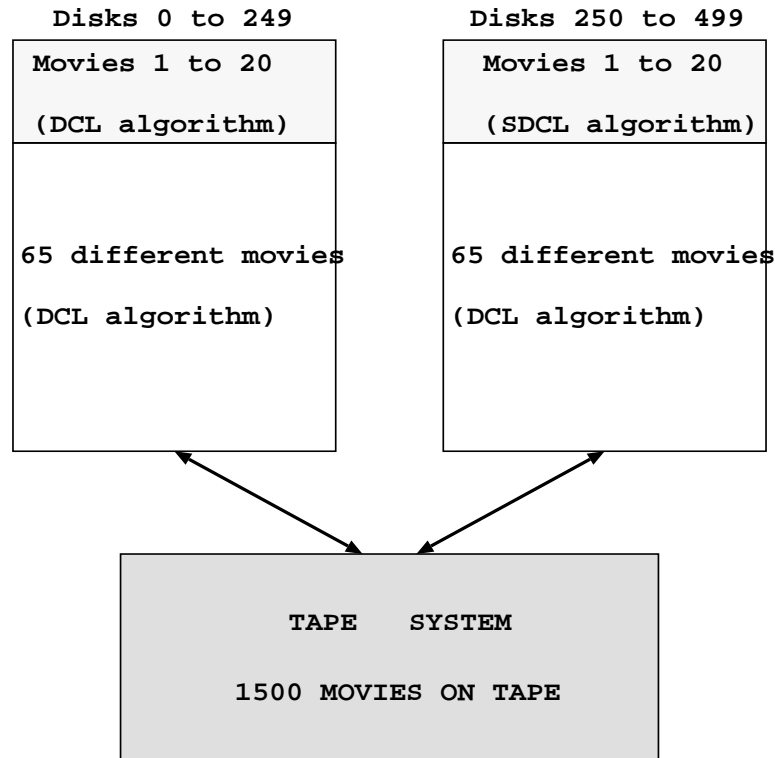 Disks 0 to 249
Movies 1 to 20
(DCL algorithm)
65 different movies
(DCL algorithm)
Disks 250 to 499
Movies 1 to 20
(SDCL algorithm)
65 different movies
(DCL algorithm)
TAPE SYSTEM
1500 MOVIES ON TAPE